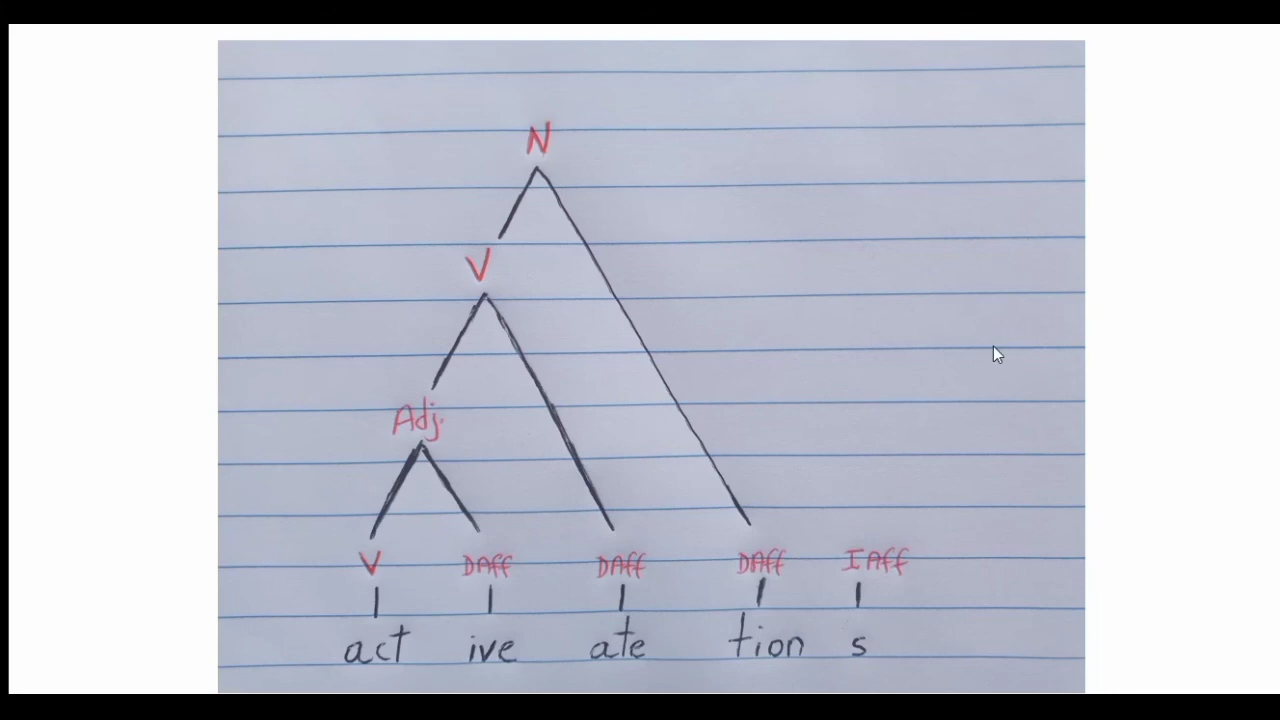 N
V
Adj.
V DAff DAff DAff IAff
act ive ate tion s